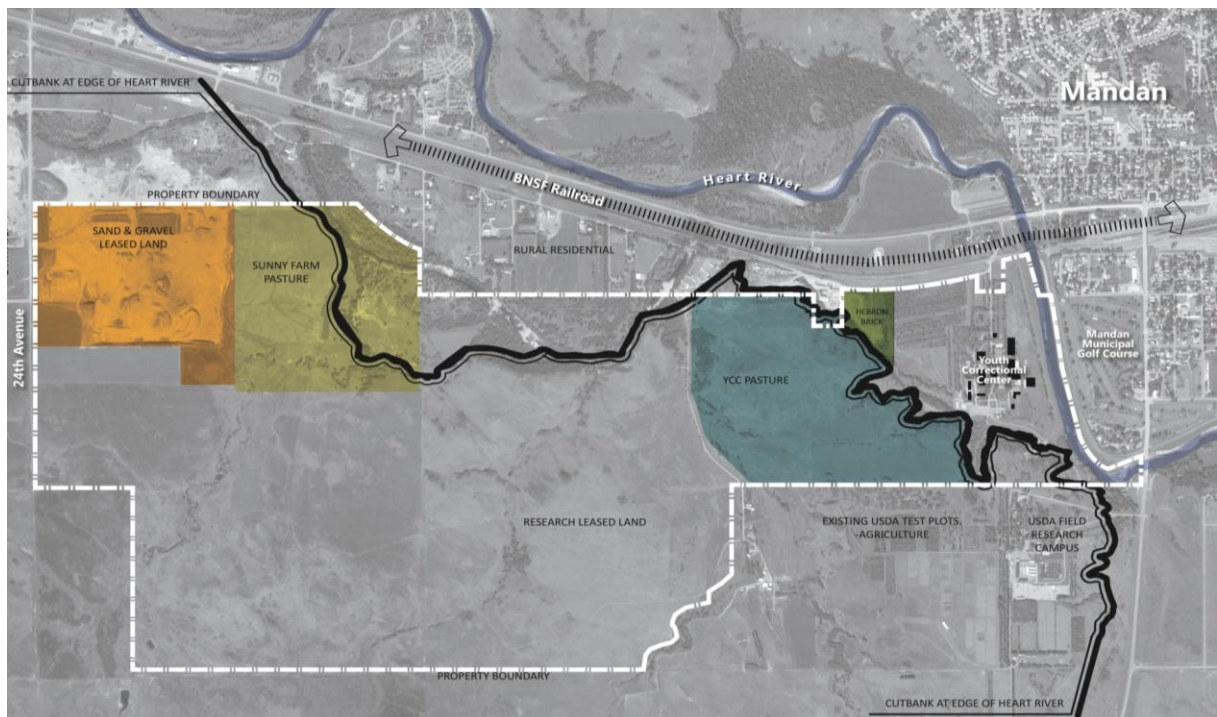 CUTBANK AT EDGE OF HEART RIVER
Mandan
BNSF Railroad
Heart River
PROPERTY BOUNDARY
SAND & GRAVEL
LEASED LAND
SUNNY FARM
PASTURE
RURAL RESIDENTIAL
24th Avenue
HEBRON
BRICK
Mandan
Municipal
Golf Course
Youth
Correctional
Center
YCC PASTURE
RESEARCH LEASED LAND
EXISTING USDA TEST PLOTS,
-AGRICULTURE
USDA FIELD
RESEARCH
CAMPUS
PROPERTY BOUNDARY
CUTBANK AT EDGE OF HEART RIVER